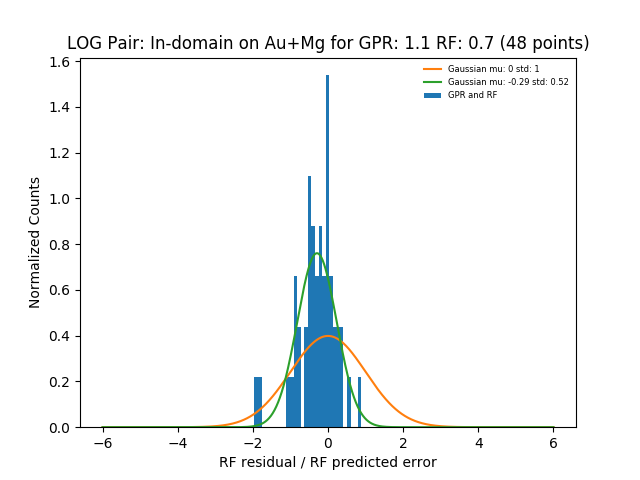 LOG Pair: In-domain on Au+Mg for GPR: 1.1 RF: 0.7 (48 points)
Gaussian mu: 0 std: 1
Gaussian mu: -0.29 std: 0.52
GPR and RF
Normalized Counts
1.6
1.4
1.2
1.0
0.8
0.6
0.4
0.2
0.0
−6
−4
−2
0
2
4
6
RF residual / RF predicted error